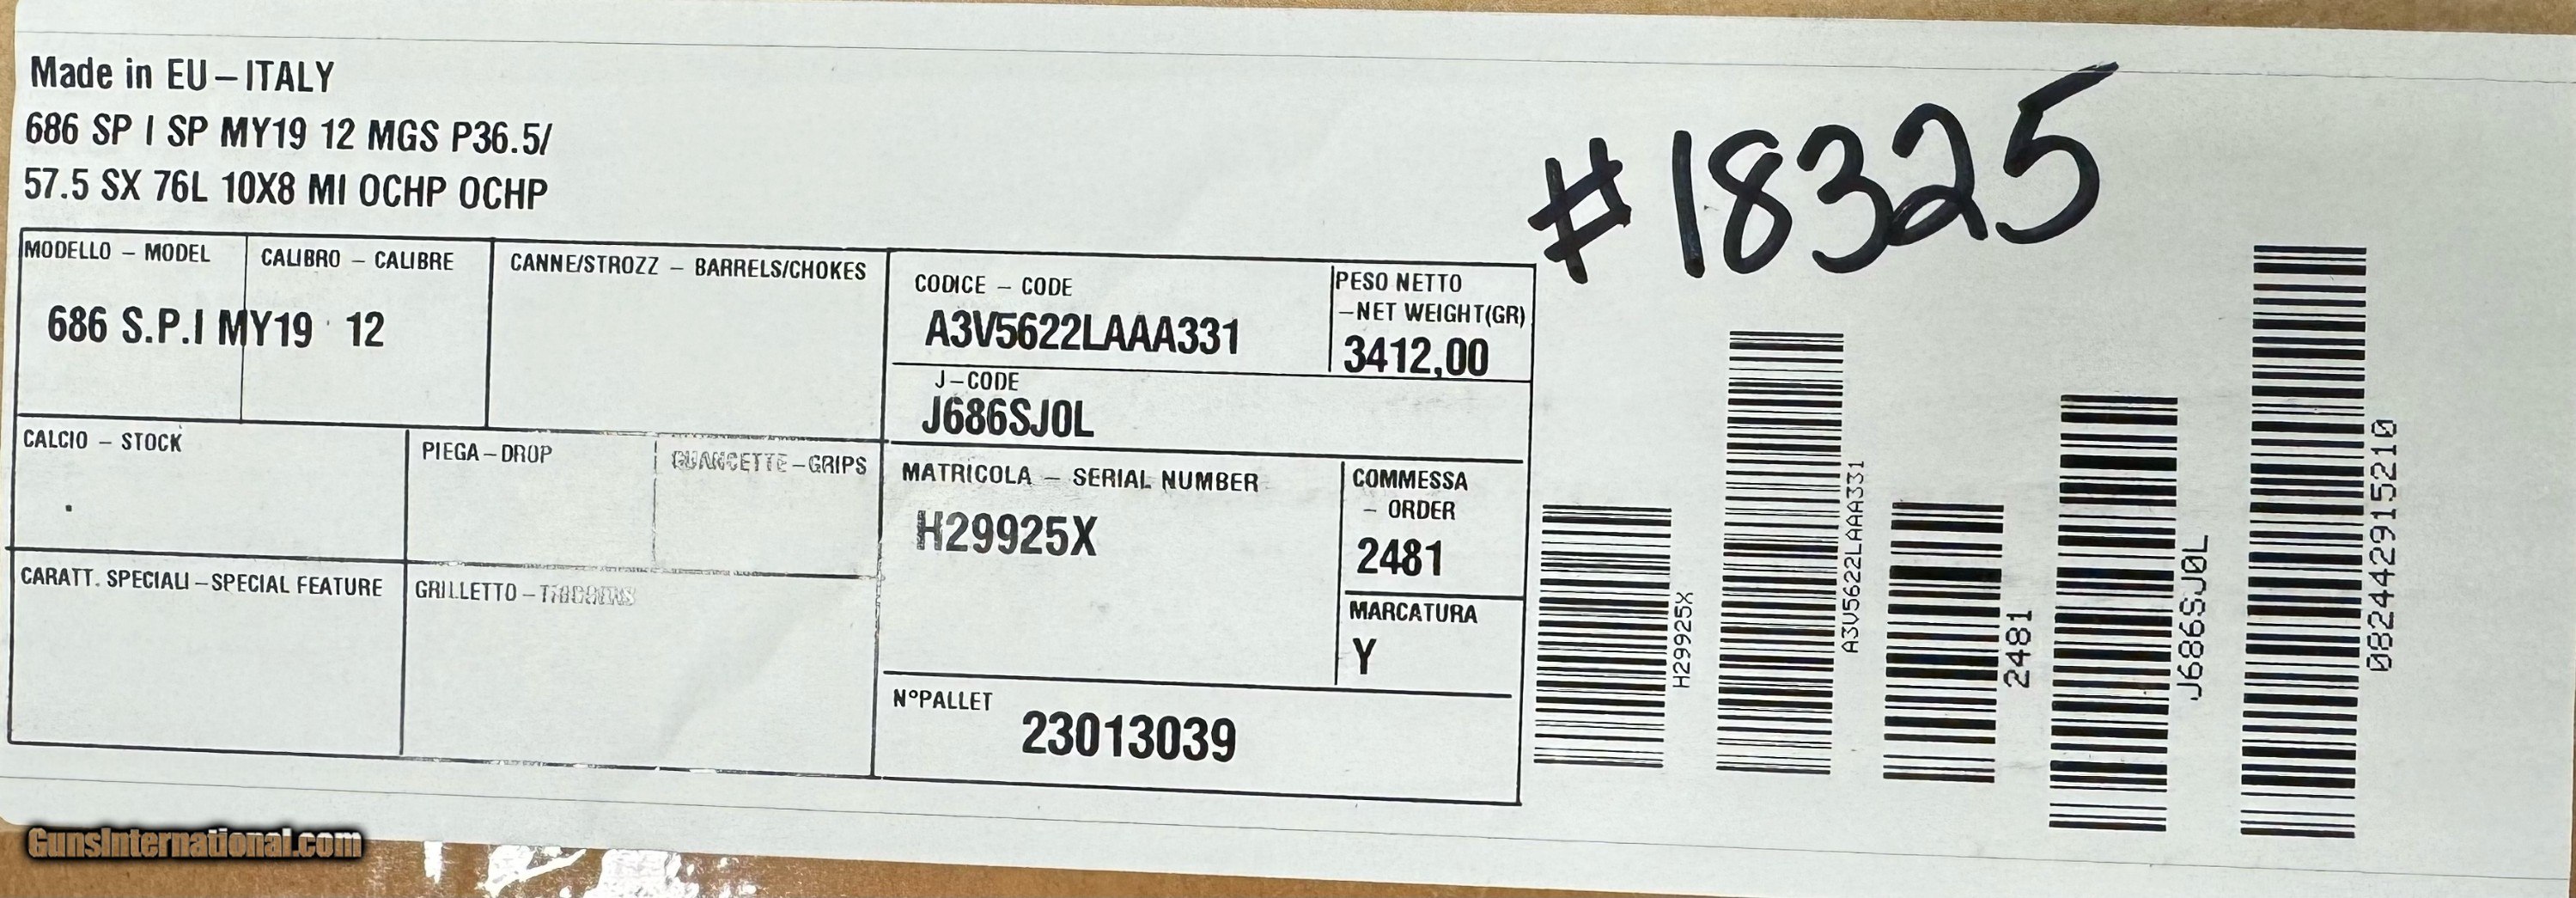 Made in EU – ITALY
686 SP I SP MY19 12 MGS P36.5/
57.5 SX 76L 10X8 MI OCHP OCHP
#18325
MODELLO – MODEL
686 S.P.I MY19
CALIBRO – CALIBRE
12
CANNE/STROZZ – BARRELS/CHOKES
CODICE – CODE
A3V5622LAAA331
PESO NETTO
–NET WEIGHT(GR)
3412,00
J–CODE
J686SJ0L
CALCIO – STOCK
PIEGA–DROP
GUANCETTE–GRIPS
MATRICOLA – SERIAL NUMBER
H29925X
COMMESSA
– ORDER
2481
MARCATURA
Y
CARATT. SPECIALI–SPECIAL FEATURE
GRILLETTO –
N°PALLET
23013039
H29925X
A3V5622LAAA331
2481
J686SJ0L
082442915210
GunsInternational.com